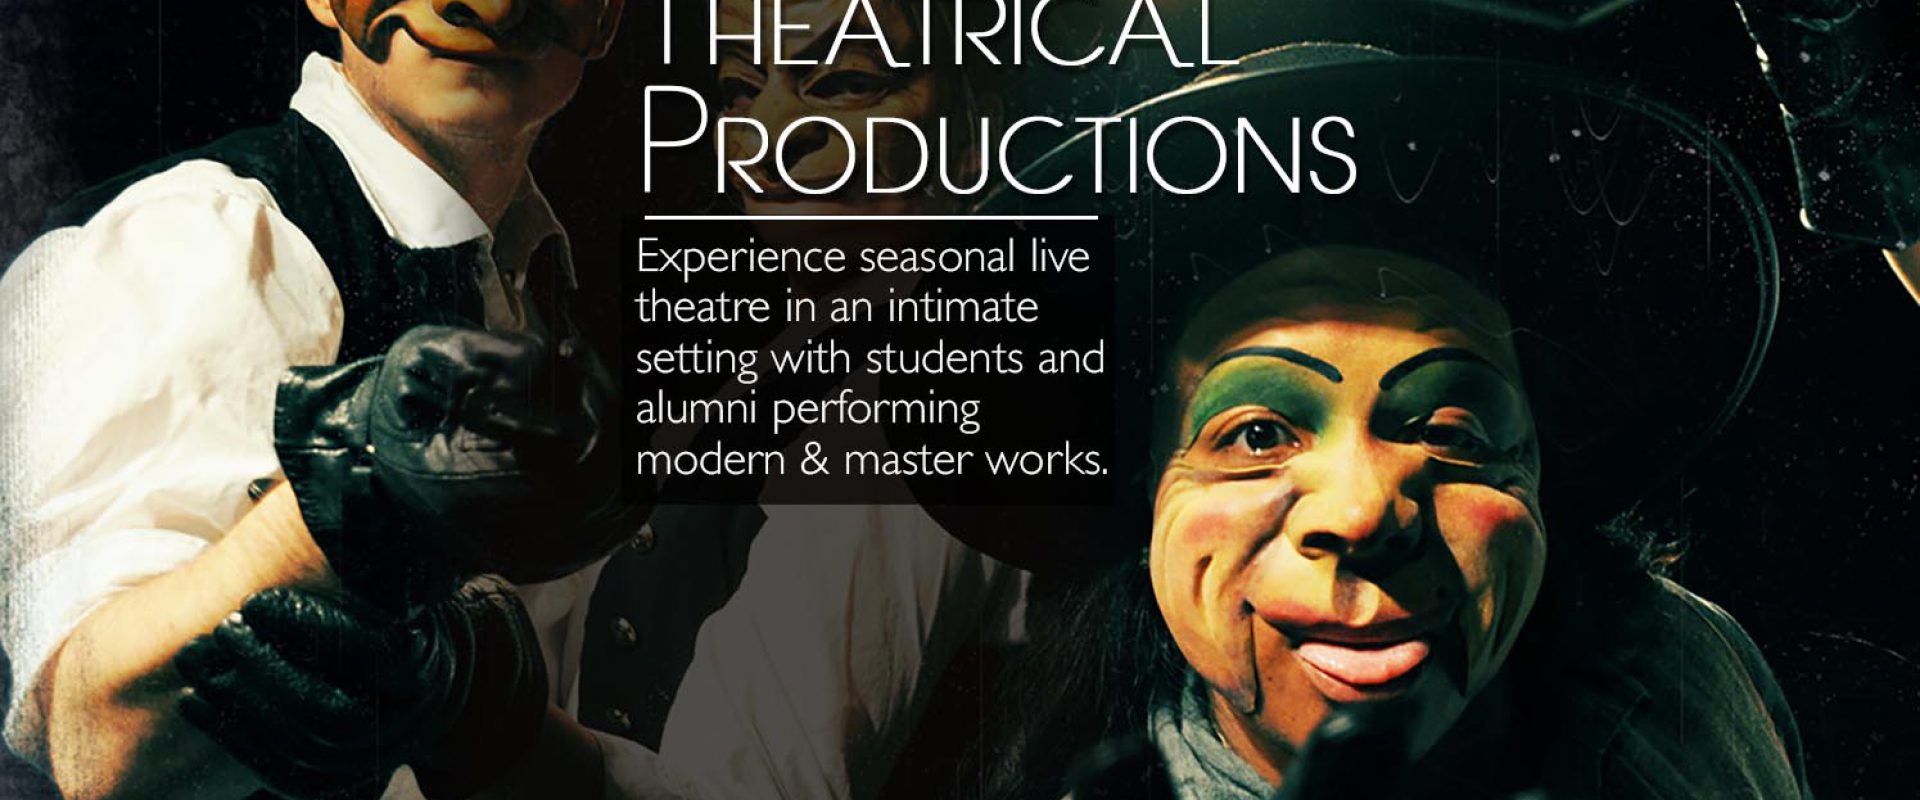 THEATRICAL
PRODUCTIONS
Experience seasonal live
theatre in an intimate
setting with students and
alumni performing
modern & master works.